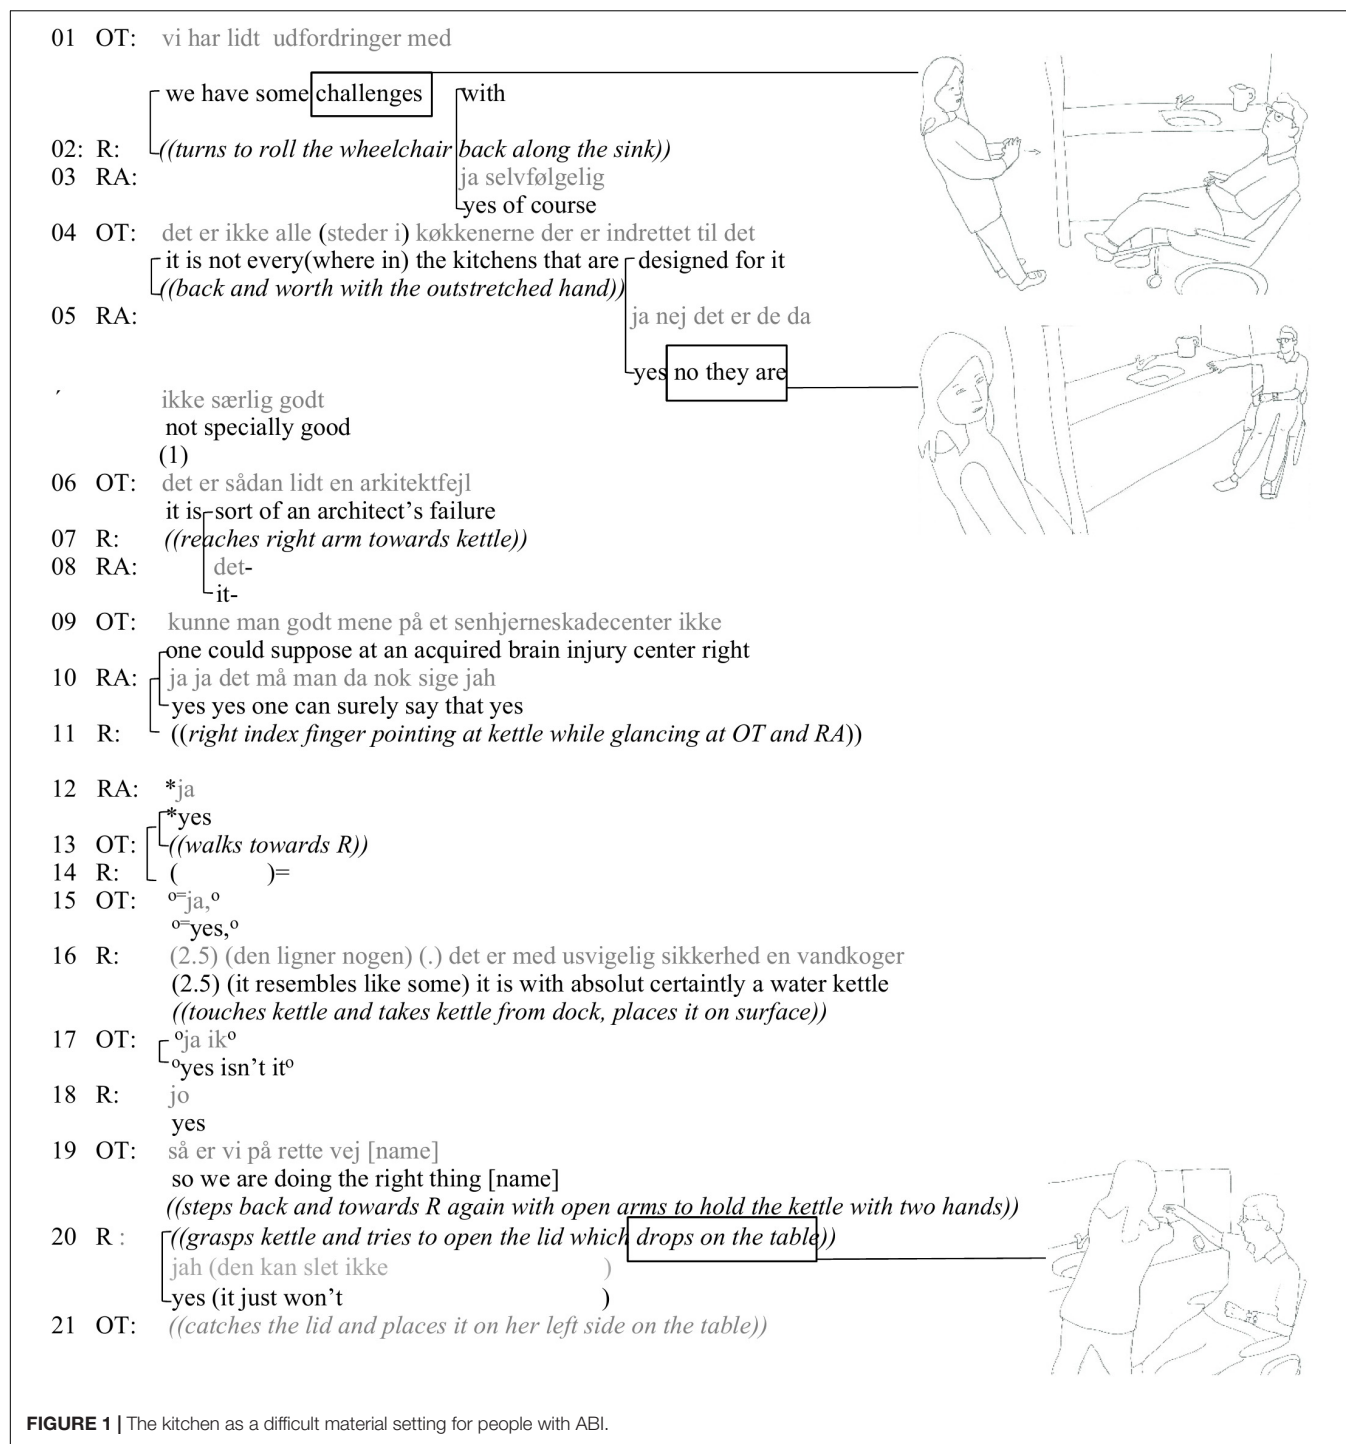 01 OT: vi har lidt udfordringer med
we have some challenges with
02: R: ((turns to roll the wheelchair back along the sink))
03 RA: ja selvfølgelig
yes of course
04 OT: det er ikke alle (steder i) køkkenerne der er indrettet til det
it is not every(where in) the kitchens that are designed for it
((back and worth with the outstretched hand))
05 RA: ja nej det er de da
yes no they are
´ ikke særlig godt
not specially good
(1)
06 OT: det er sådan lidt en arkitektfejl
it is sort of an architect's failure
07 R: ((reaches right arm towards kettle))
08 RA: det-
it-
09 OT: kunne man godt mene på et senhjerneskadecenter ikke
one could suppose at an acquired brain injury center right
10 RA: ja ja det må man da nok sige jah
yes yes one can surely say that yes
11 R: ((right index finger pointing at kettle while glancing at OT and RA))
12 RA: *ja
*yes
13 OT: ((walks towards R))
14 R: ( )=
15 OT: º=ja,º
º=yes,º
16 R: (2.5) (den ligner nogen) (.) det er med usvigelig sikkerhed en vandkoger
(2.5) (it resembles like some) it is with absolut certaintly a water kettle
((touches kettle and takes kettle from dock, places it on surface))
17 OT: ºja ikº
ºyes isn't itº
18 R: jo
yes
19 OT: så er vi på rette vej [name]
so we are doing the right thing [name]
((steps back and towards R again with open arms to hold the kettle with two hands))
20 R : ((grasps kettle and tries to open the lid which drops on the table))
jah (den kan slet ikke )
yes (it just won't )
21 OT: ((catches the lid and places it on her left side on the table))
FIGURE 1 | The kitchen as a difficult material setting for people with ABI.